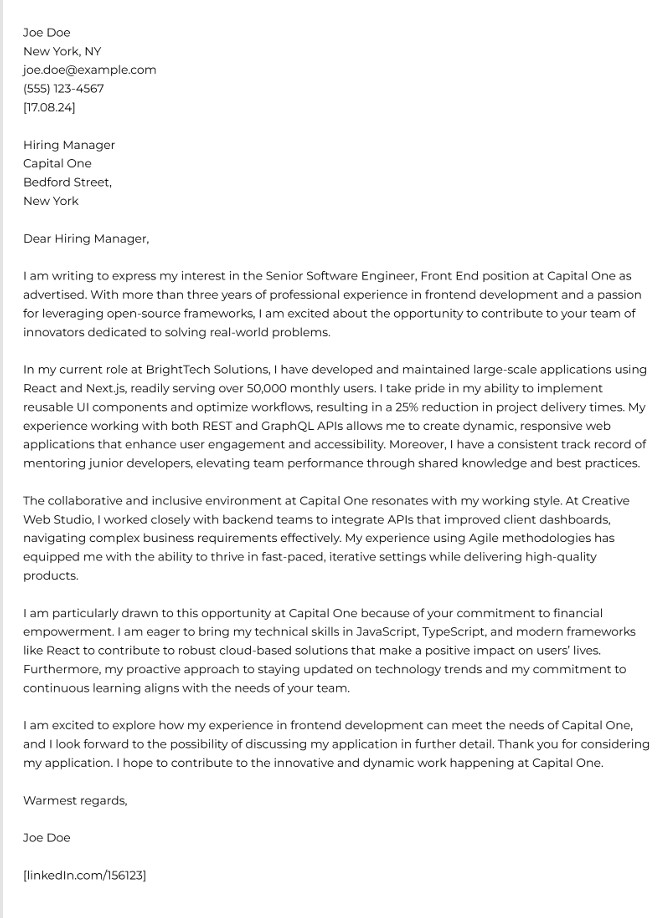 Joe Doe
New York, NY
joe.doe@example.com
(555) 123-4567
[17.08.24]
Hiring Manager
Capital One
Bedford Street,
New York
Dear Hiring Manager,
I am writing to express my interest in the Senior Software Engineer, Front End position at Capital One as
advertised. With more than three years of professional experience in frontend development and a passion
for leveraging open-source frameworks, I am excited about the opportunity to contribute to your team of
innovators dedicated to solving real-world problems.
In my current role at BrightTech Solutions, I have developed and maintained large-scale applications using
React and Next.js, readily serving over 50,000 monthly users. I take pride in my ability to implement
reusable UI components and optimize workflows, resulting in a 25% reduction in project delivery times. My
experience working with both REST and GraphQL APIs allows me to create dynamic, responsive web
applications that enhance user engagement and accessibility. Moreover, I have a consistent track record of
mentoring junior developers, elevating team performance through shared knowledge and best practices.
The collaborative and inclusive environment at Capital One resonates with my working style. At Creative
Web Studio, I worked closely with backend teams to integrate APIs that improved client dashboards,
navigating complex business requirements effectively. My experience using Agile methodologies has
equipped me with the ability to thrive in fast-paced, iterative settings while delivering high-quality
products.
I am particularly drawn to this opportunity at Capital One because of your commitment to financial
empowerment. I am eager to bring my technical skills in JavaScript, TypeScript, and modern frameworks
like React to contribute to robust cloud-based solutions that make a positive impact on users’ lives.
Furthermore, my proactive approach to staying updated on technology trends and my commitment to
continuous learning aligns with the needs of your team.
I am excited to explore how my experience in frontend development can meet the needs of Capital One,
and I look forward to the possibility of discussing my application in further detail. Thank you for considering
my application. I hope to contribute to the innovative and dynamic work happening at Capital One.
Warmest regards,
Joe Doe
[linkedIn.com/156123]